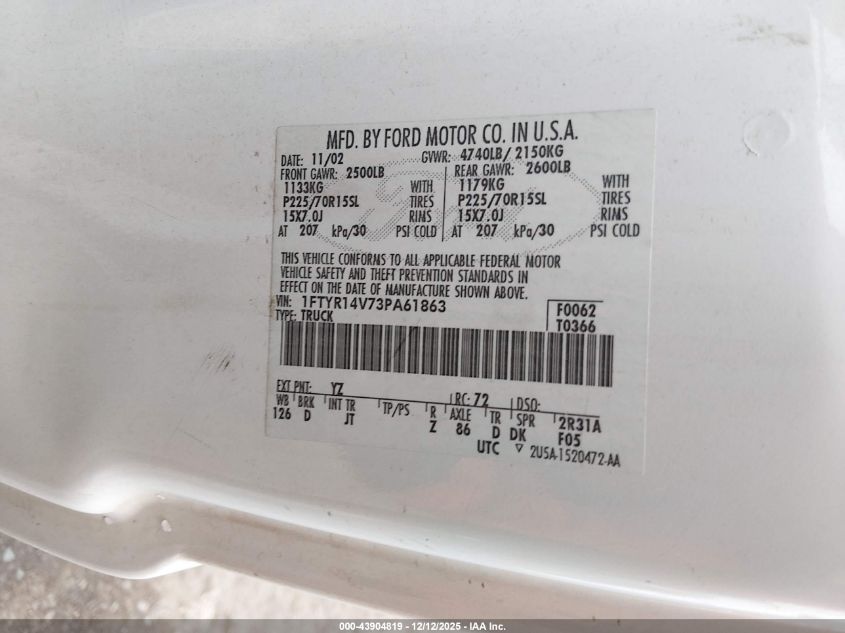 MFD. BY FORD MOTOR CO. IN U.S.A.
DATE: 11/02 GVWR: 4740LB/ 2150KG
FRONT GAWR: 2500LB REAR GAWR: 2600LB
1133KG WITH 1179KG WITH
P225/70R15SL TIRES P225/70R15SL TIRES
15X7.0J RIMS 15X7.0J RIMS
AT 207 kPa/30 PSI COLD AT 207 kPa/30 PSI COLD
THIS VEHICLE CONFORMS TO ALL APPLICABLE FEDERAL MOTOR
VEHICLE SAFETY AND THEFT PREVENTION STANDARDS IN
EFFECT ON THE DATE OF MANUFACTURE SHOWN ABOVE.
VIN: 1FTYR14V73PA61863 F0062
TYPE: TRUCK T0366
EXT PNT: YZ RC: 72 DSO:
WB BRK INT TR TP/PS R AXLE TR SPR 2R31A
126 D JT Z 86 D DK F05
UTC ▽ 2USA-1520472-AA
000-43904819 - 12/12/2025 - IAA Inc.